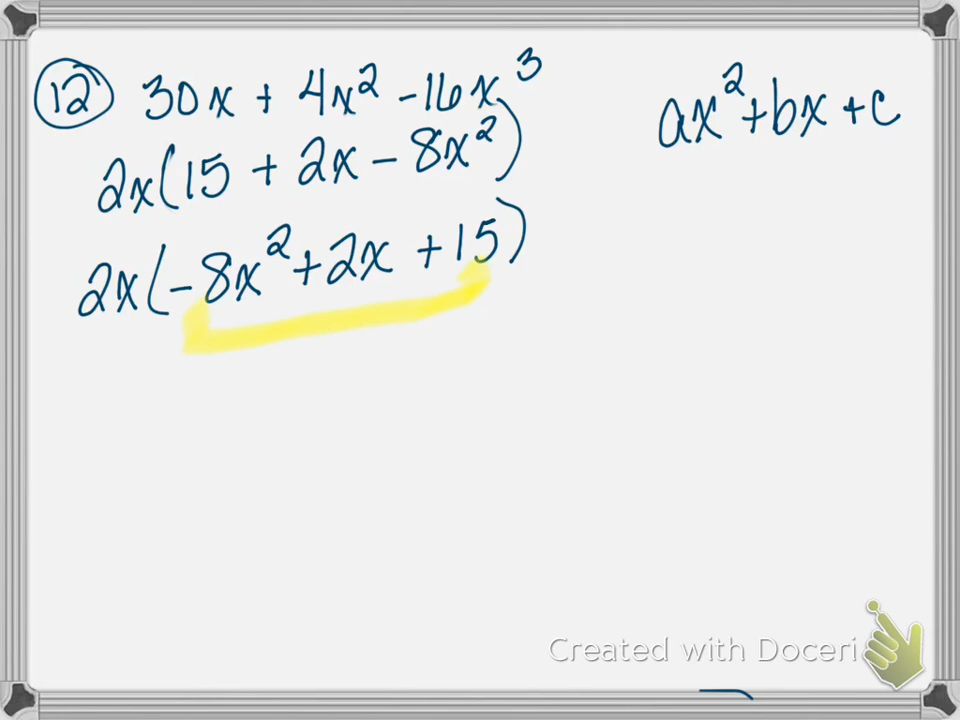 12 30x + 4x² - 16x³
ax² + bx + c
2x(15 + 2x - 8x²)
2x(-8x² + 2x + 15)
Created with Doceri